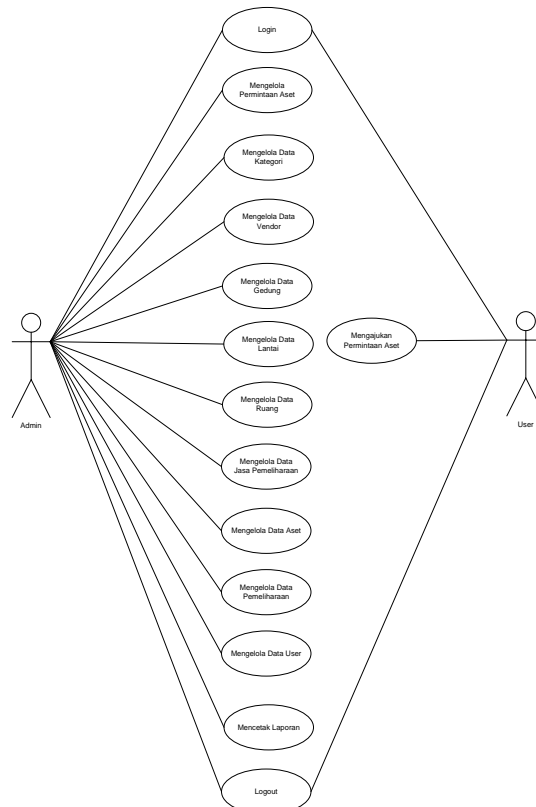 Login
Mengelola
Permintaan Aset
Mengelola Data
Kategori
Mengelola Data
Vendor
Mengelola Data
Gedung
Mengelola Data
Lantai
Mengajukan
Permintaan Aset
Admin
User
Mengelola Data
Ruang
Mengelola Data
Jasa Pemeliharaan
Mengelola Data Aset
Mengelola Data
Pemeliharaan
Mengelola Data User
Mencetak Laporan
Logout